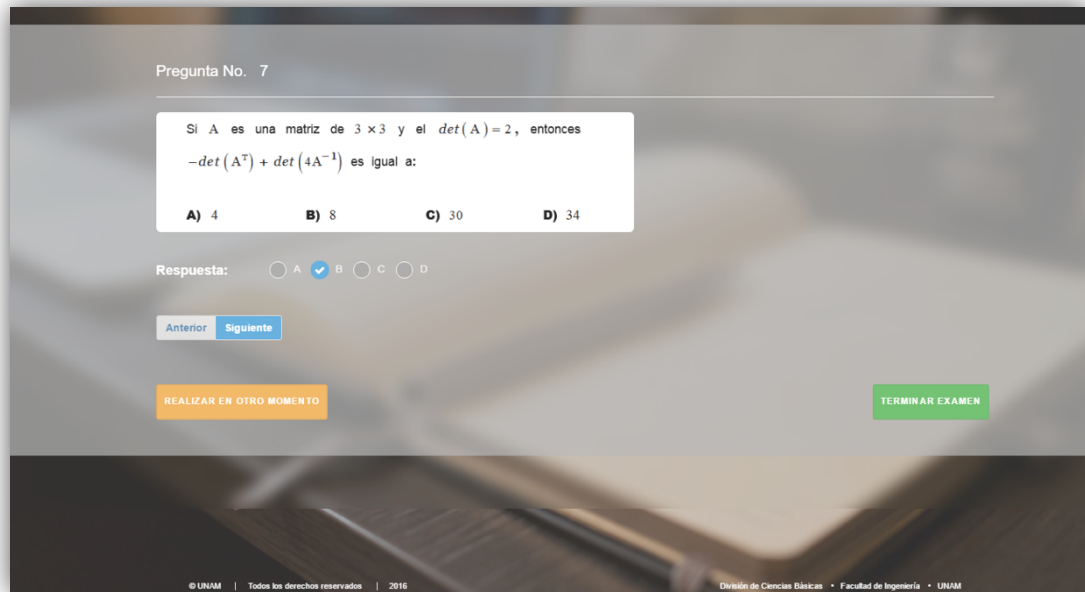 Pregunta No. 7
Si A es una matriz de 3 × 3 y el det(A) = 2, entonces
−det(Aᵀ) + det(4A⁻¹) es igual a:
A) 4 B) 8 C) 30 D) 34
Respuesta: A B C D
Anterior Siguiente
REALIZAR EN OTRO MOMENTO TERMINAR EXAMEN
© UNAM | Todos los derechos reservados | 2016 División de Ciencias Básicas • Facultad de Ingeniería • UNAM